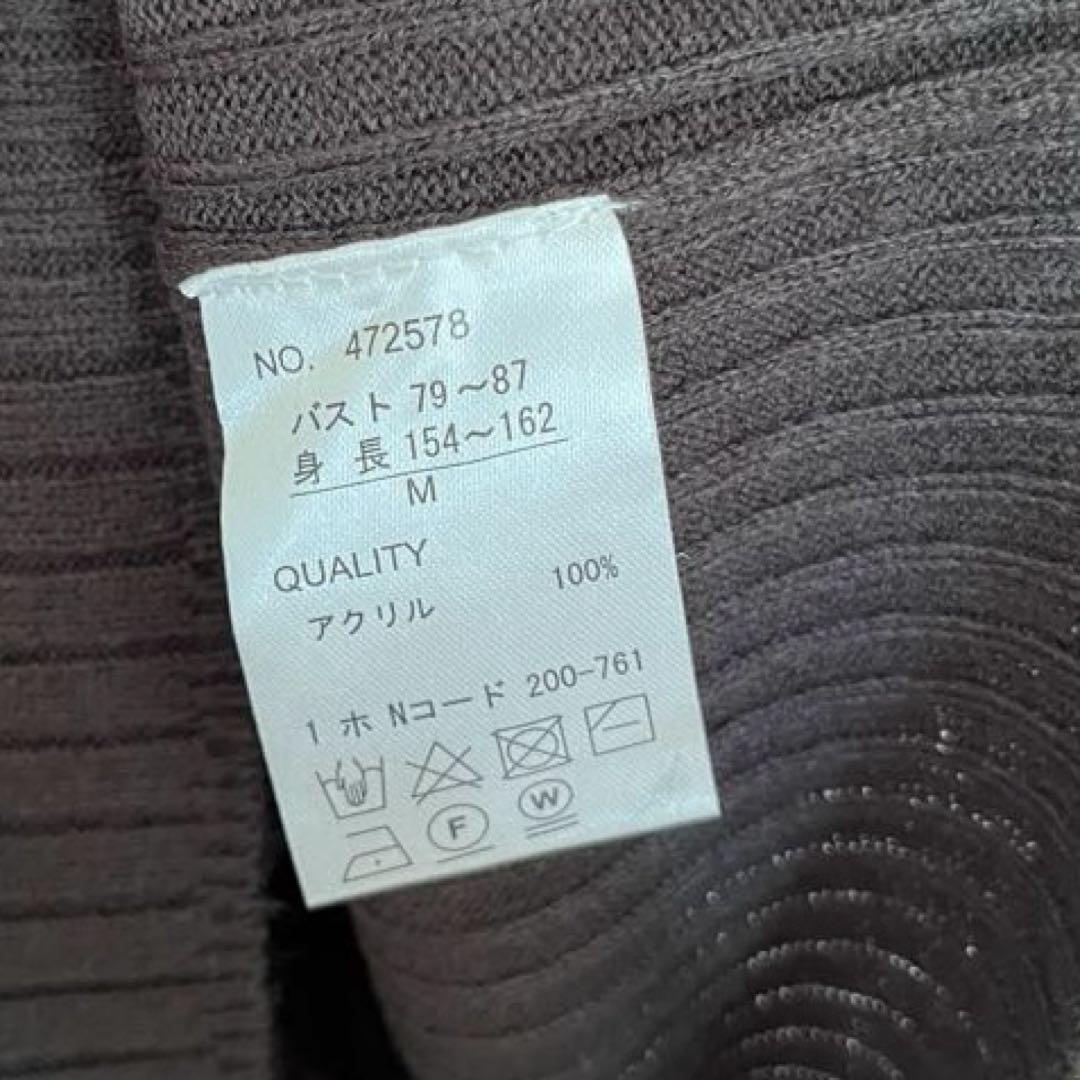 NO. 472578
バスト 79～87
身 長 154～162
M
QUALITY
アクリル 100%
1 ホ Nコード 200-761
F W